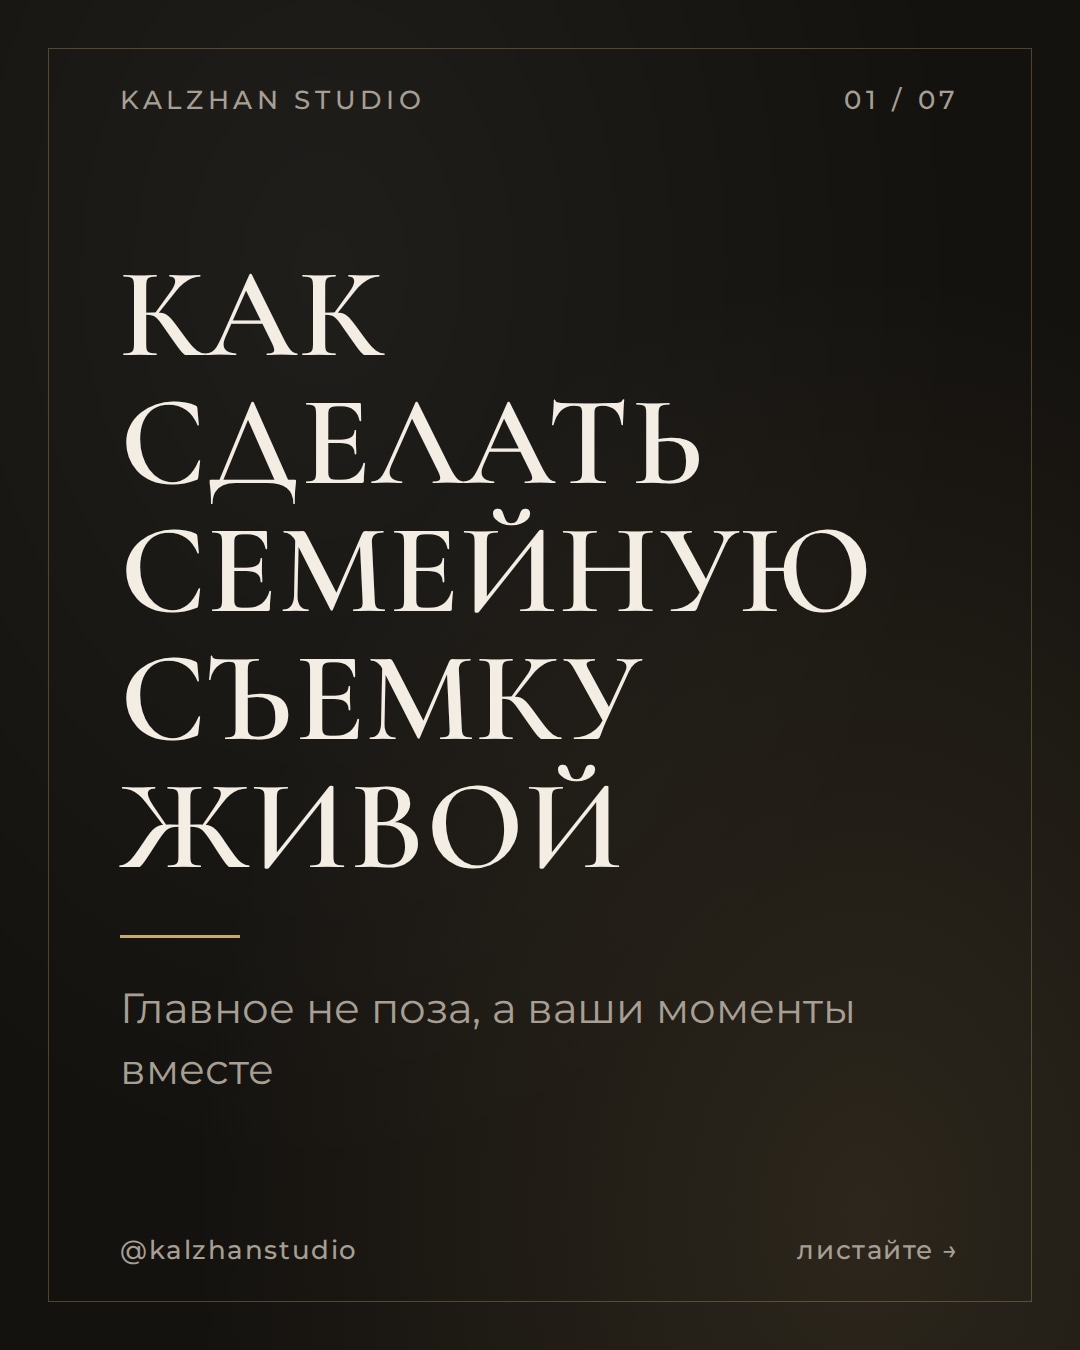 KALZHAN STUDIO
01 / 07
КАК
СДЕЛАТЬ
СЕМЕЙНУЮ
СЪЕМКУ
ЖИВОЙ
Главное не поза, а ваши моменты
вместе
@kalzhanstudio
листайте →